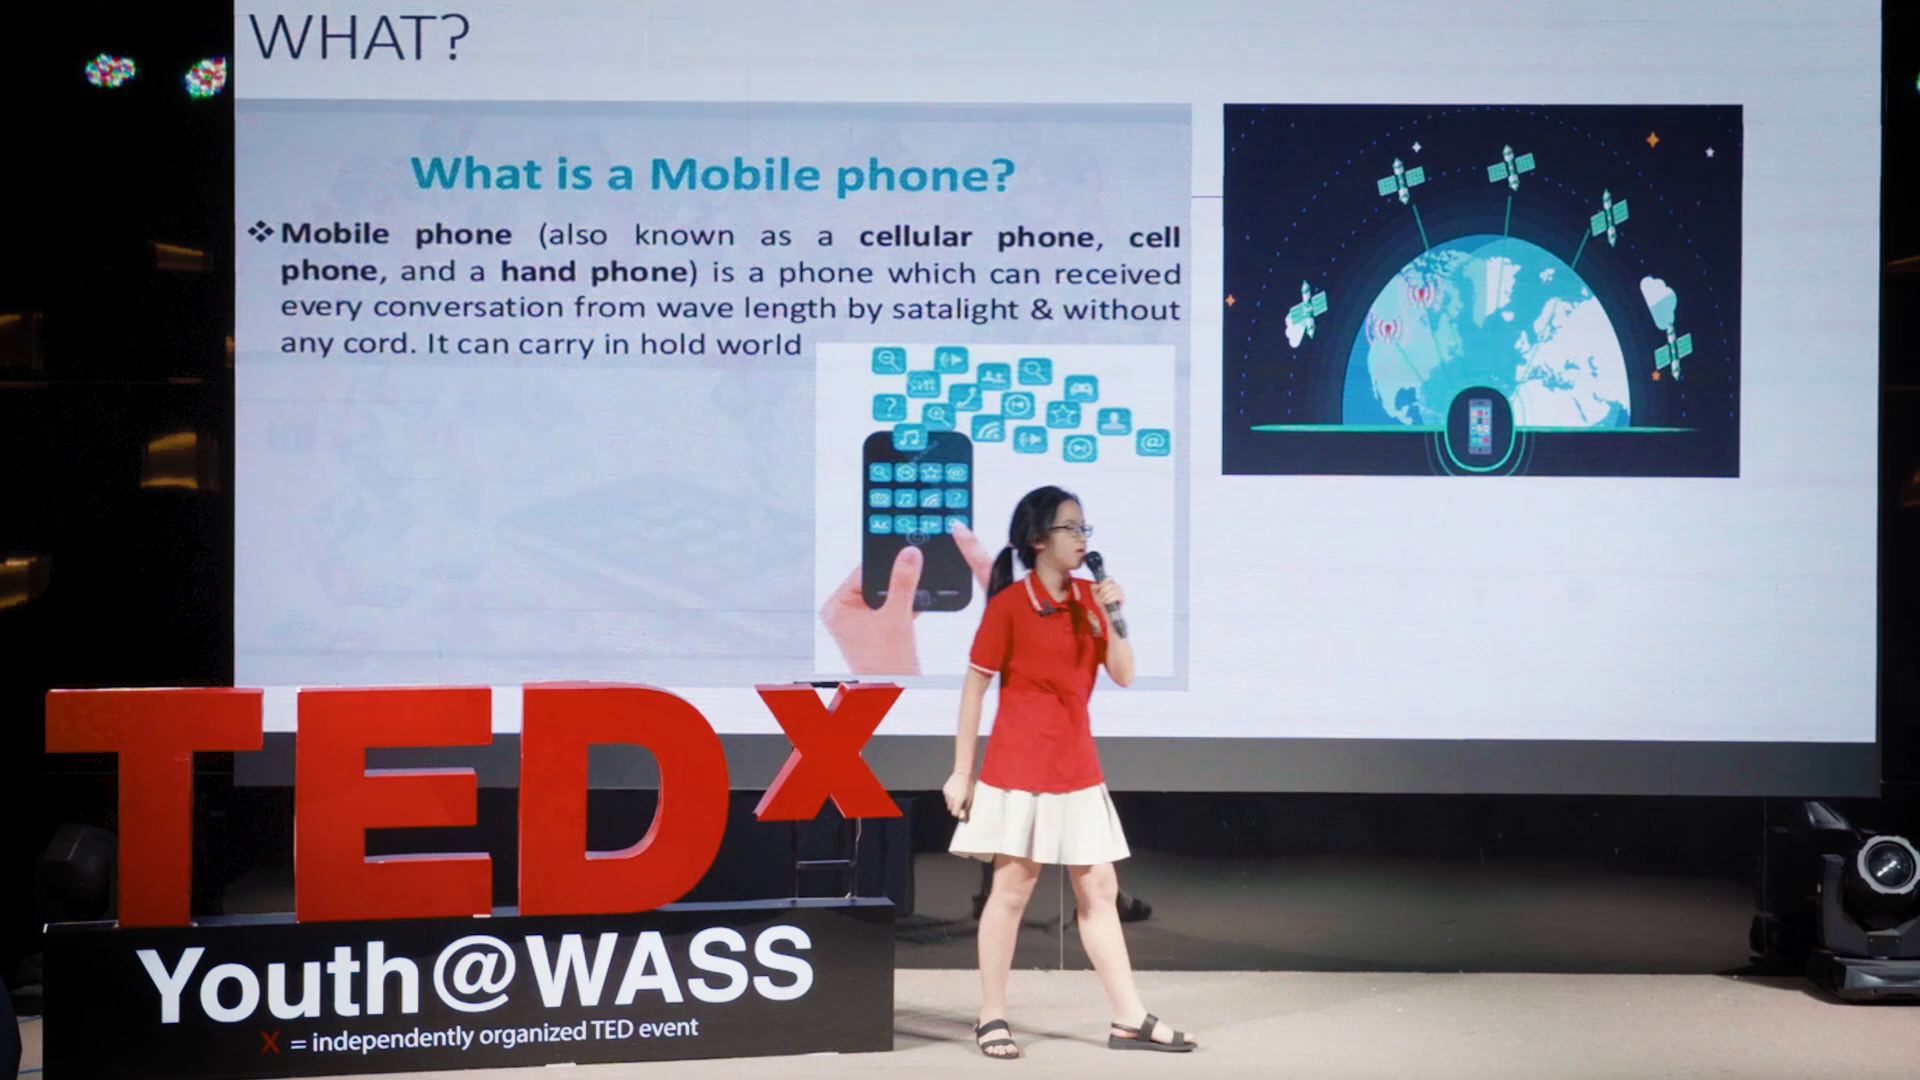 WHAT?
What is a Mobile phone?
❖ Mobile phone (also known as a cellular phone, cell
phone, and a hand phone) is a phone which can received
every conversation from wave length by satalight & without
any cord. It can carry in hold world
TEDx
Youth@WASS
X = independently organized TED event